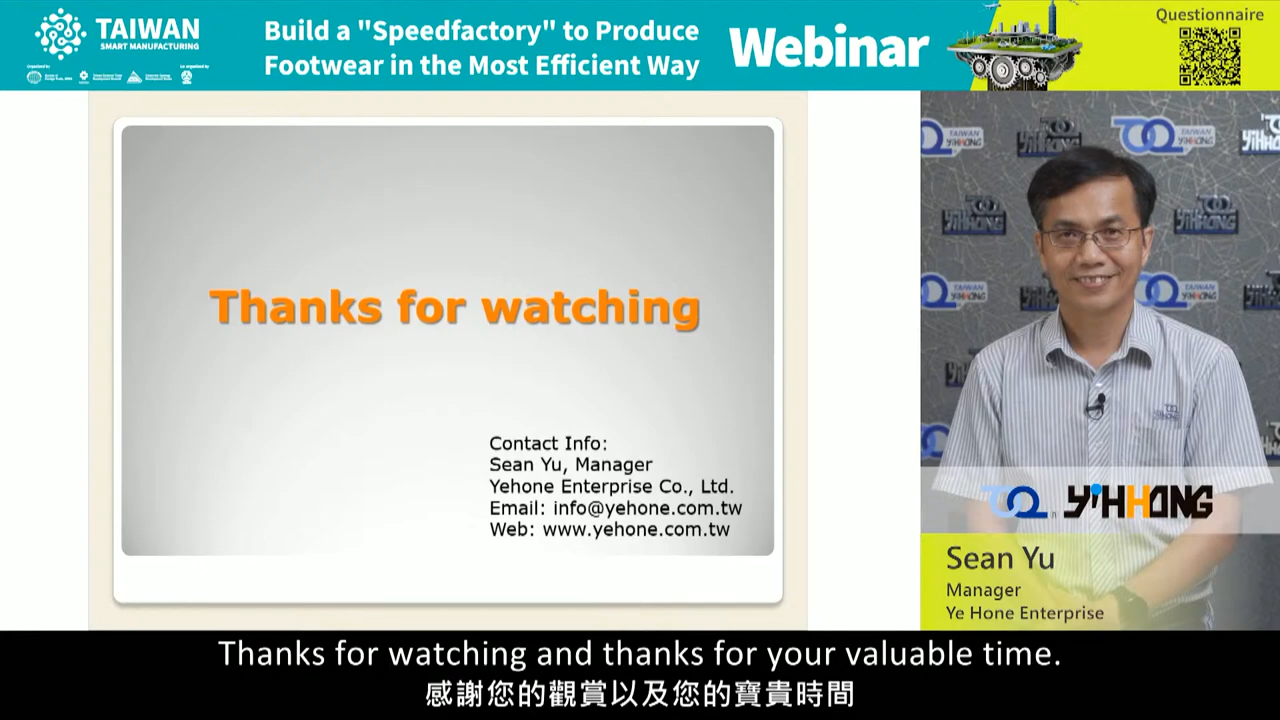 TAIWAN
SMART MANUFACTURING
Build a "Speedfactory" to Produce
Footwear in the Most Efficient Way
Webinar
Questionnaire
Thanks for watching
Contact Info:
Sean Yu, Manager
Yehone Enterprise Co., Ltd.
Email: info@yehone.com.tw
Web: www.yehone.com.tw
TAIWAN
YIHHONG
YIHHONG
Sean Yu
Manager
Ye Hone Enterprise
Thanks for watching and thanks for your valuable time.
感謝您的觀賞以及您的寶貴時間